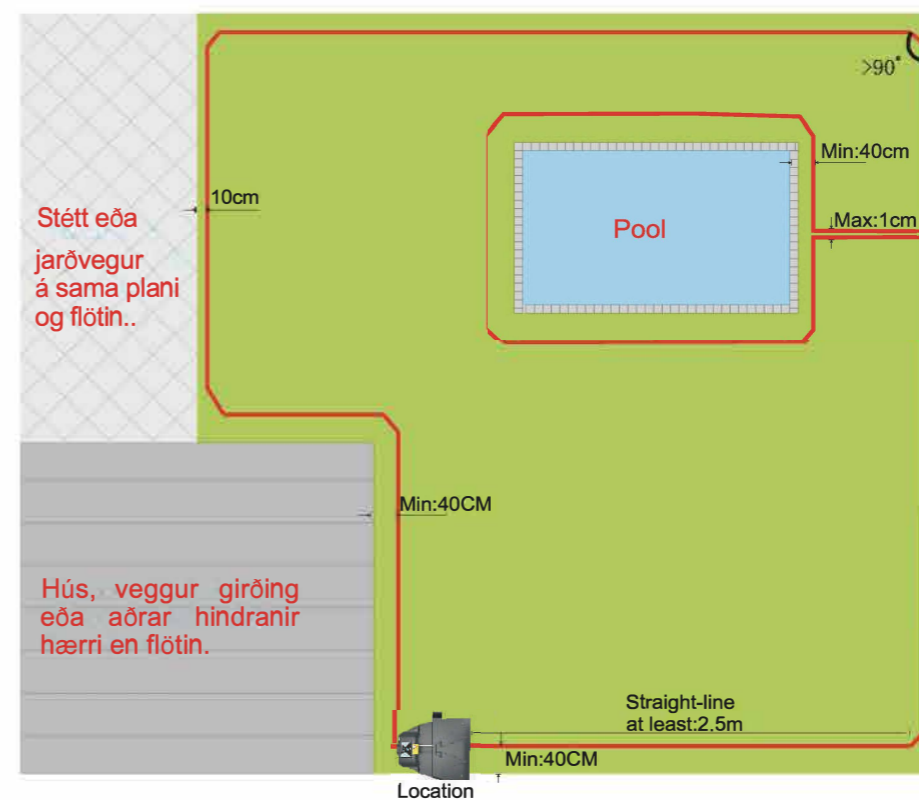 >90°
Min:40cm
10cm
Stétt eða
jarðvegur
á sama plani
og flötin..
Pool
Max:1cm
Min:40CM
Hús, veggur girðing
eða aðrar hindranir
hærri en flötin.
Straight-line
at least:2.5m
Min:40CM
Location